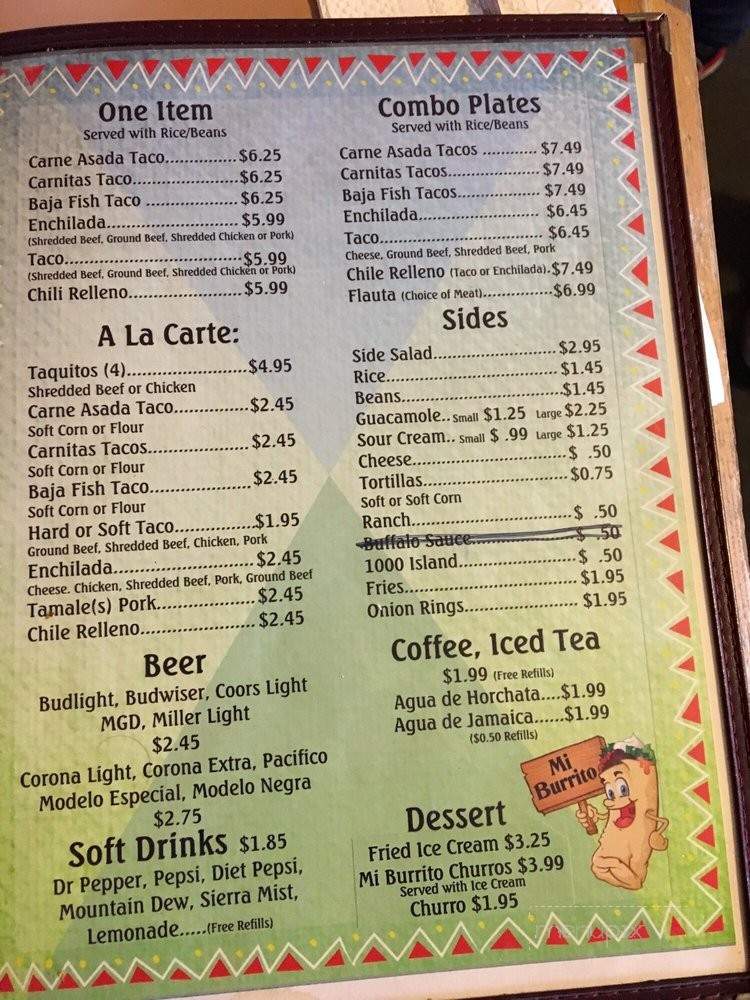 One Item
Served with Rice/Beans
Carne Asada Taco...............$6.25
Carnitas Taco......................$6.25
Baja Fish Taco ...................$6.25
Enchilada............................ $5.99
(Shredded Beef, Ground Beef, Shredded Chicken or Pork)
Taco.....................................$5.99
(Shredded Beef, Ground Beef, Shredded Chicken or Pork)
Chili Relleno....................... $5.99
A La Carte:
Taquitos (4)........................$4.95
Shredded Beef or Chicken
Carne Asada Taco...............$2.45
Soft Corn or Flour
Carnitas Tacos.................... $2.45
Soft Corn or Flour
Baja Fish Taco.................... $2.45
Soft Corn or Flour
Hard or Soft Taco................$1.95
Ground Beef, Shredded Beef, Chicken, Pork
Enchilada............................ $2.45
Cheese. Chicken, Shredded Beef, Pork, Ground Beef
Tamale(s) Pork................... $2.45
Chile Relleno...................... $2.45
Beer
Budlight, Budwiser, Coors Light
MGD, Miller Light
$2.45
Corona Light, Corona Extra, Pacifico
Modelo Especial, Modelo Negra
$2.75
Soft Drinks $1.85
Dr Pepper, Pepsi, Diet Pepsi,
Mountain Dew, Sierra Mist,
Lemonade.....(Free Refills)
Combo Plates
Served with Rice/Beans
Carne Asada Tacos ........... $7.49
Carnitas Tacos................... $7.49
Baja Fish Tacos................. $7.49
Enchilada......................... $6.45
Taco.................................. $6.45
Cheese, Ground Beef, Shredded Beef, Pork
Chile Relleno (Taco or Enchilada).$7.49
Flauta (Choice of Meat)..............$6.99
Sides
Side Salad......................... $2.95
Rice................................... $1.45
Beans.................................$1.45
Guacamole.. Small $1.25 Large $2.25
Sour Cream.. Small $ .99 Large $1.25
Cheese...............................$ .50
Tortillas............................. $0.75
Soft or Soft Corn
Ranch.................................$ .50
Buffalo Sauce.....................$ .50
1000 Island........................$ .50
Fries...................................$1.95
Onion Rings....................... $1.95
Coffee, Iced Tea
$1.99 (Free Refills)
Agua de Horchata....$1.99
Agua de Jamaica......$1.99
($0.50 Refills)
Mi
Burrito
Dessert
Fried Ice Cream $3.25
Mi Burrito Churros $3.99
Served with Ice Cream
Churro $1.95
menupix